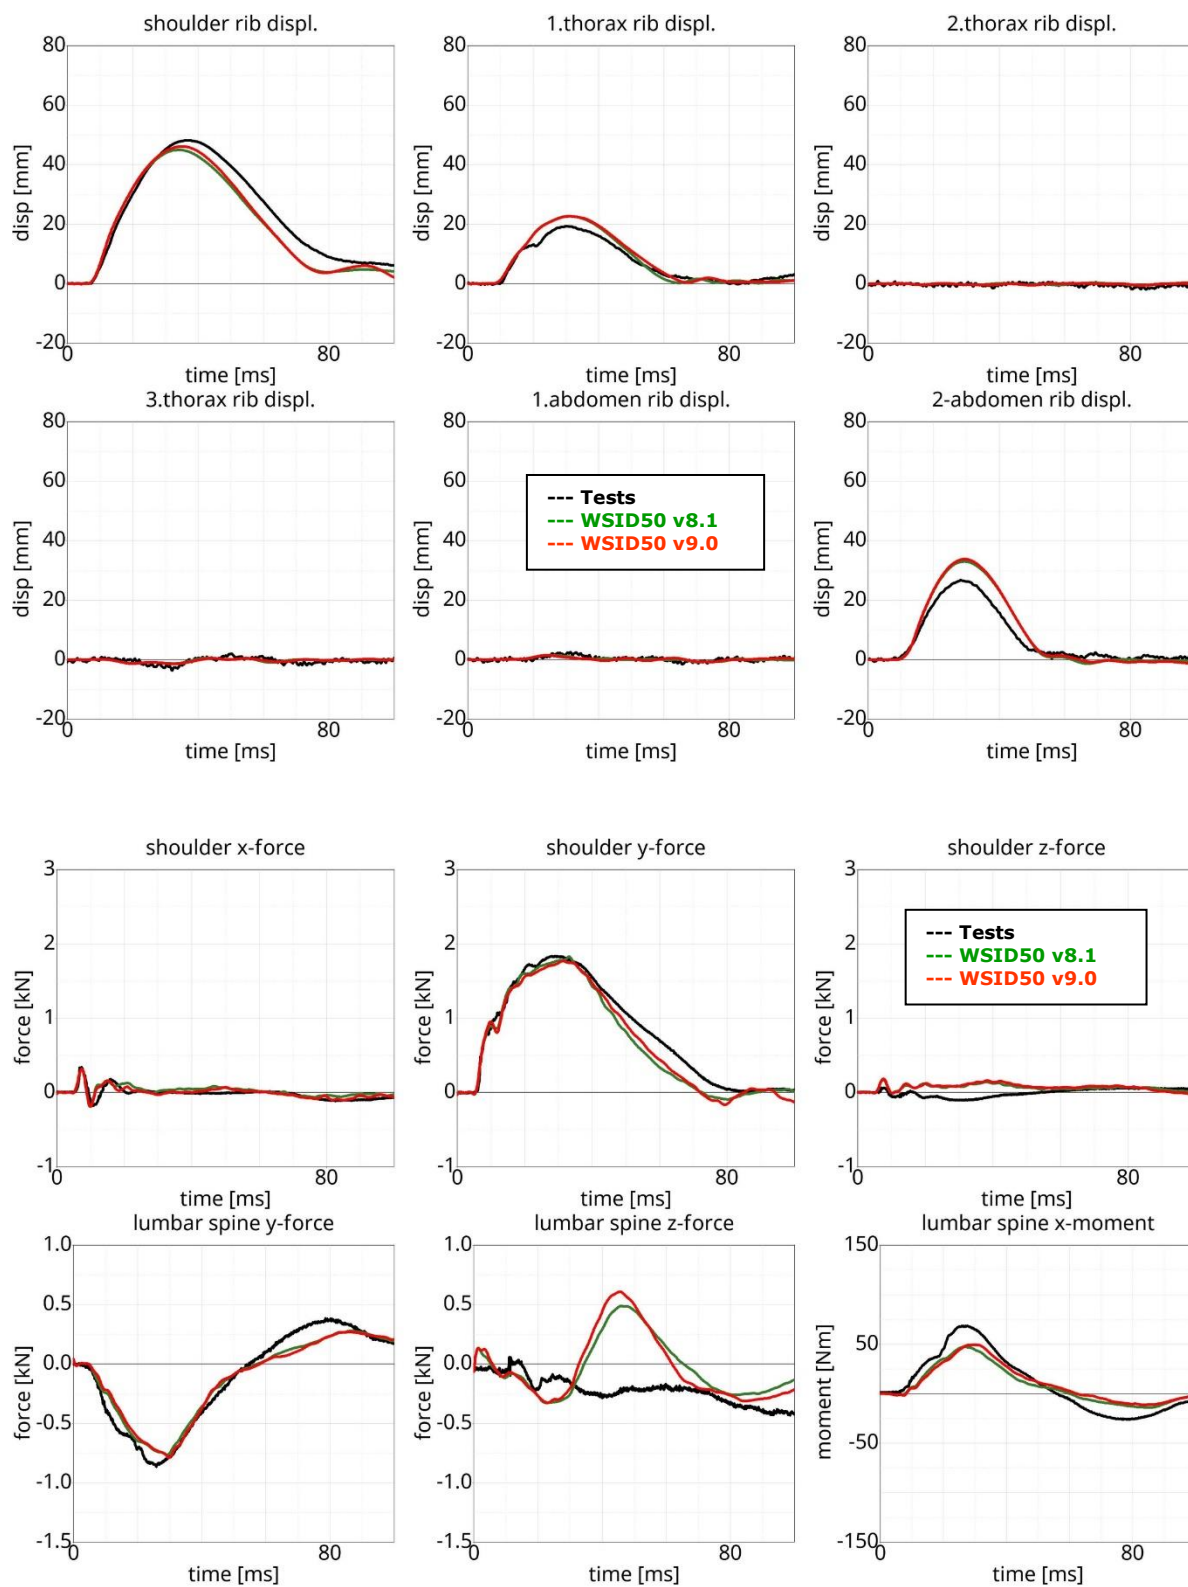 shoulder rib displ.
1.thorax rib displ.
2.thorax rib displ.
80
60
40
20
0
-20
disp [mm]
0
80
time [ms]
80
60
40
20
0
-20
disp [mm]
0
80
time [ms]
80
60
40
20
0
-20
disp [mm]
0
80
time [ms]
3.thorax rib displ.
1.abdomen rib displ.
2-abdomen rib displ.
80
60
40
20
0
-20
disp [mm]
0
80
time [ms]
80
60
40
20
0
-20
disp [mm]
--- Tests
--- WSID50 v8.1
--- WSID50 v9.0
0
80
time [ms]
80
60
40
20
0
-20
disp [mm]
0
80
time [ms]
shoulder x-force
shoulder y-force
shoulder z-force
3
2
1
0
-1
force [kN]
0
80
time [ms]
3
2
1
0
-1
force [kN]
0
80
time [ms]
3
2
1
0
-1
force [kN]
--- Tests
--- WSID50 v8.1
--- WSID50 v9.0
0
80
time [ms]
lumbar spine y-force
lumbar spine z-force
lumbar spine x-moment
1.0
0.5
0.0
-0.5
-1.0
-1.5
force [kN]
0
80
time [ms]
1.0
0.5
0.0
-0.5
-1.0
-1.5
force [kN]
0
80
time [ms]
150
50
-50
-150
moment [Nm]
0
80
time [ms]